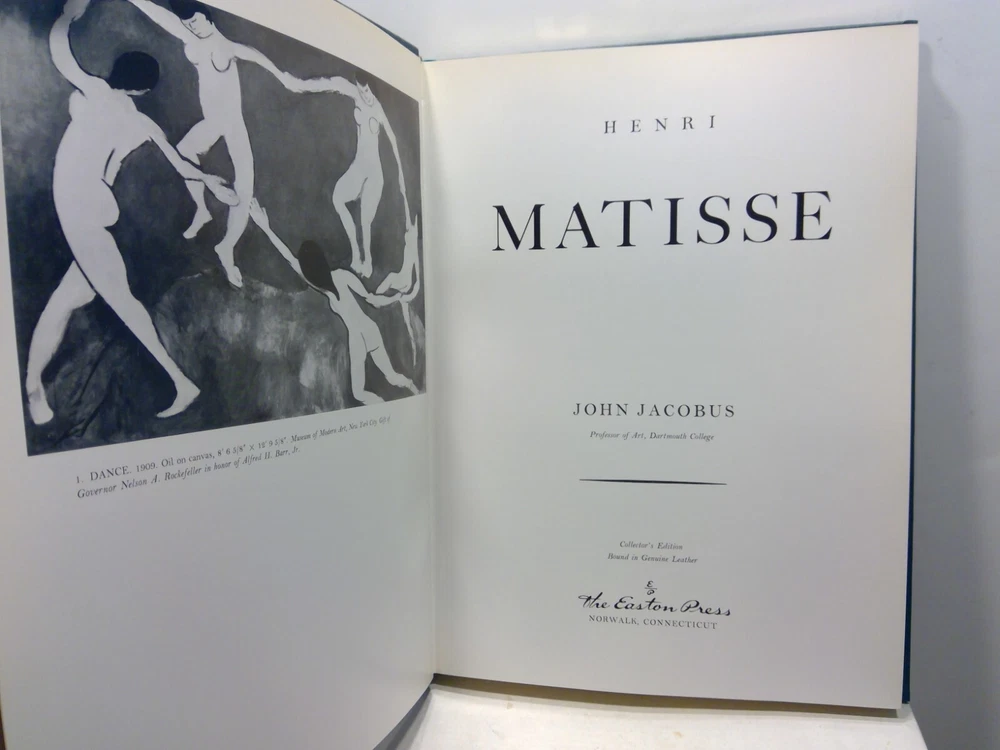 1. DANCE. 1909. Oil on canvas, 8' 6 5/8" × 12' 9 5/8". Museum of Modern Art, New York City. Gift of
Governor Nelson A. Rockefeller in honor of Alfred H. Barr, Jr.
HENRI
MATISSE
JOHN JACOBUS
Professor of Art, Dartmouth College
Collector's Edition
Bound in Genuine Leather
The Easton Press
NORWALK, CONNECTICUT